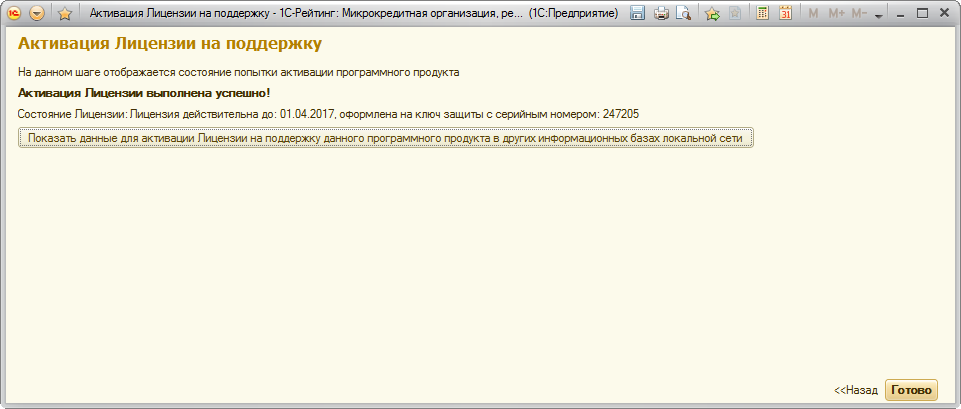 Активация Лицензии на поддержку - 1С-Рейтинг: Микрокредитная организация, ре... (1С:Предприятие)
31 M M+ M-
Активация Лицензии на поддержку
На данном шаге отображается состояние попытки активации программного продукта
Активация Лицензии выполнена успешно!
Состояние Лицензии: Лицензия действительна до: 01.04.2017, оформлена на ключ защиты с серийным номером: 247205
Показать данные для активации Лицензии на поддержку данного программного продукта в других информационных базах локальной сети
<<Назад Готово